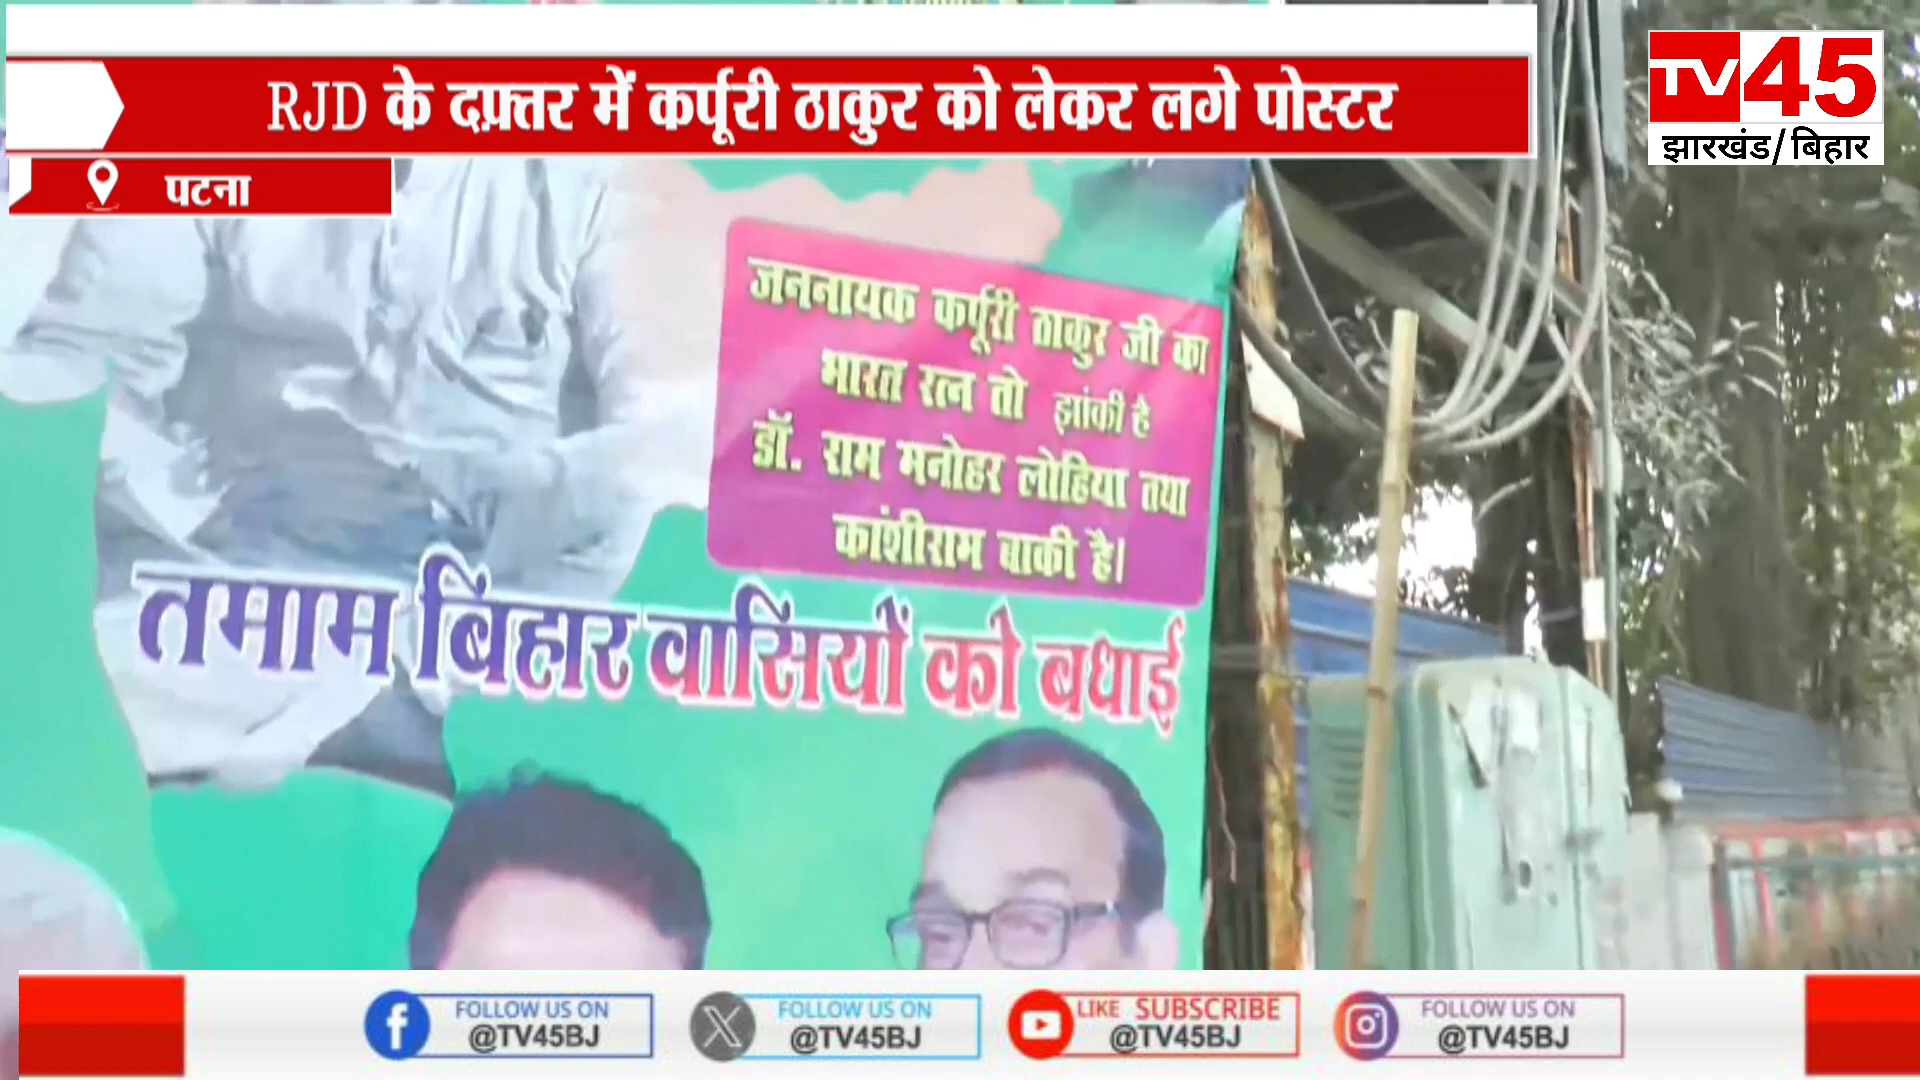 RJD के दफ़्तर में कर्पूरी ठाकुर को लेकर लगे पोस्टर
TV45
झारखंड/बिहार
पटना
जननायक कर्पूरी ठाकुर जी का
भारत रत्न तो झांकी है
डॉ. राम मनोहर लोहिया तथा
कांशीराम बाकी है।
तमाम बिहार वासियों को बधाई
FOLLOW US ON
@TV45BJ
FOLLOW US ON
@TV45BJ
LIKE SUBSCRIBE
@TV45BJ
FOLLOW US ON
@TV45BJ